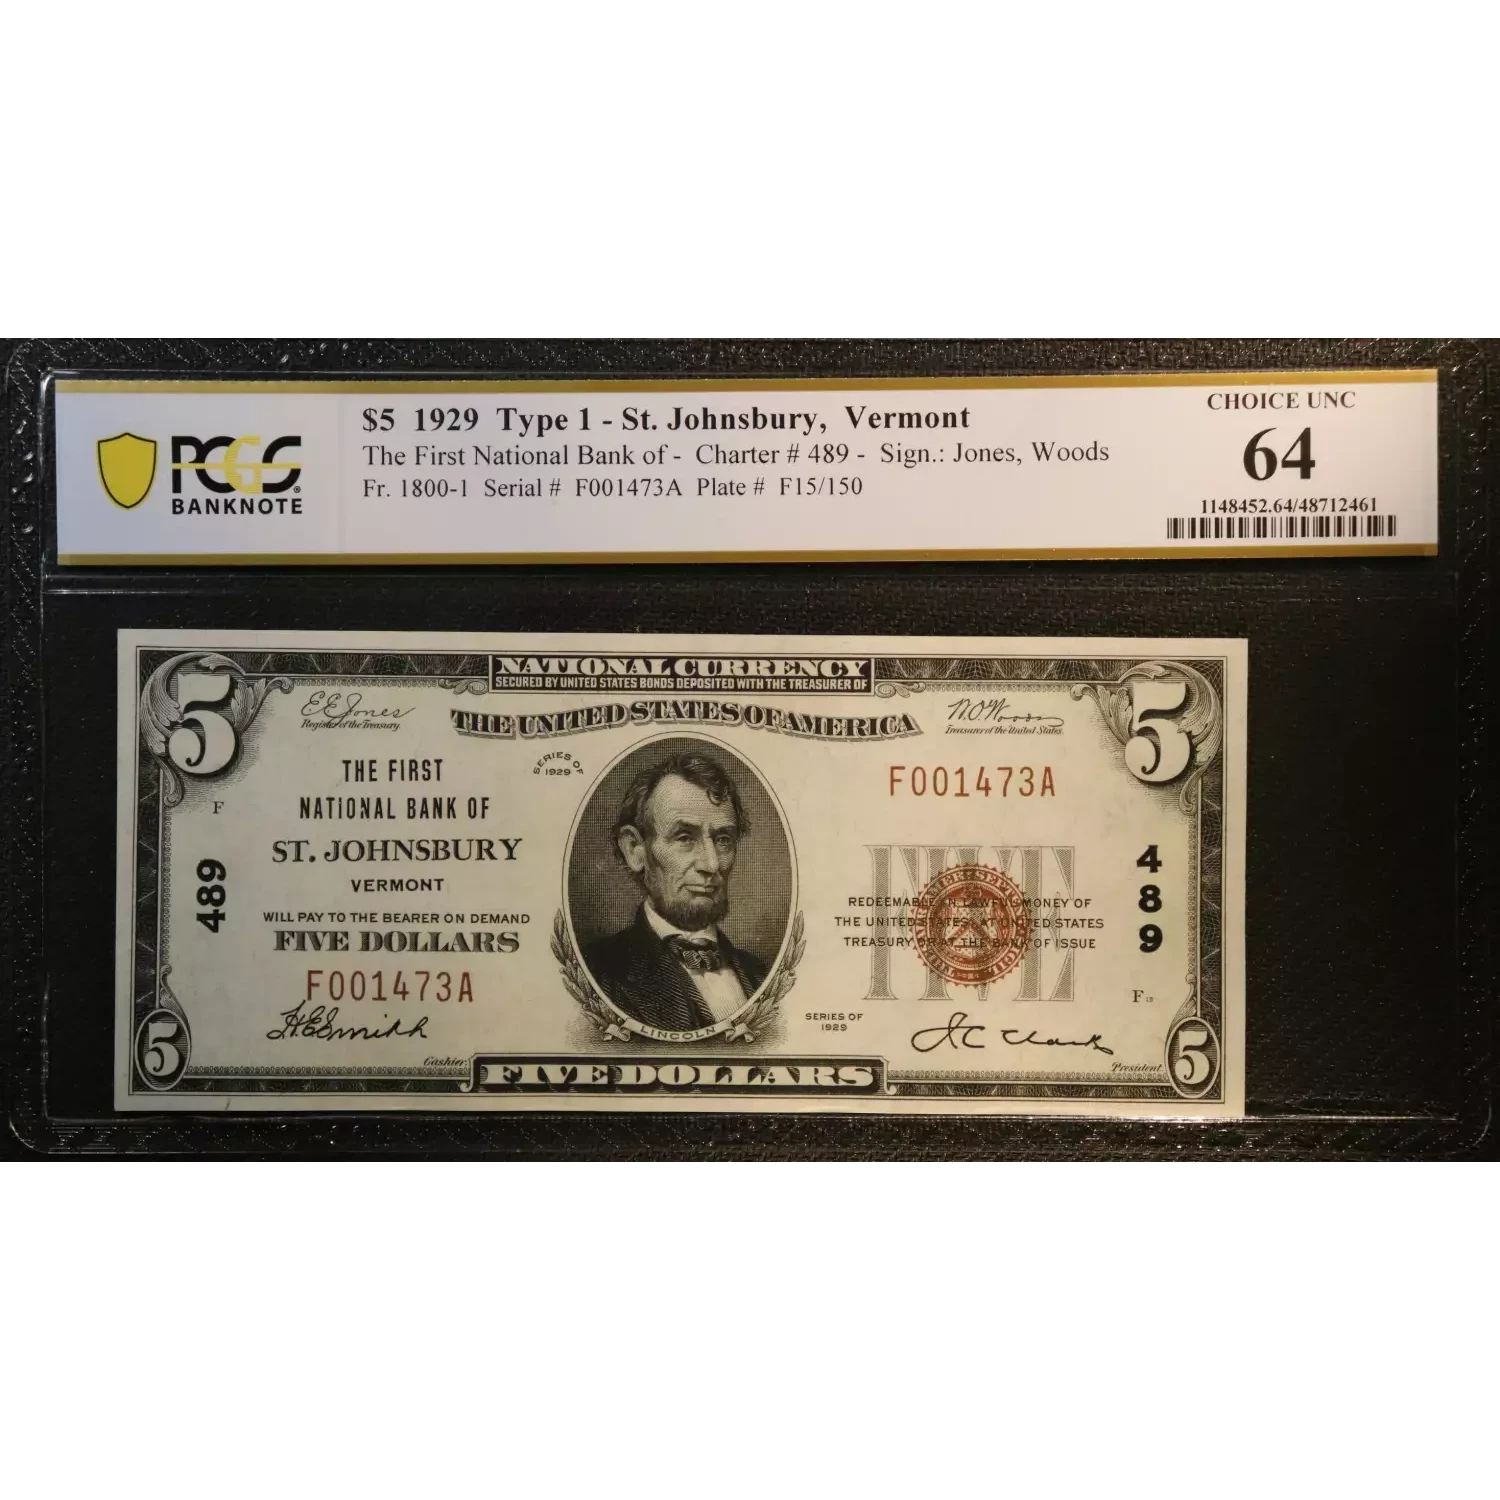 PCGS
BANKNOTE
$5 1929 Type 1 - St. Johnsbury, Vermont
The First National Bank of - Charter # 489 - Sign.: Jones, Woods
Fr. 1800-1 Serial # F001473A Plate # F15/150
CHOICE UNC
64
1148452.64/48712461
NATIONAL CURRENCY
SECURED BY UNITED STATES BONDS DEPOSITED WITH THE TREASURER OF
THE UNITED STATES OF AMERICA
5
E.E. Jones
Register of the Treasury.
W.O. Woods
Treasurer of the United States.
5
SERIES OF
1929
THE FIRST
NATIONAL BANK OF
ST. JOHNSBURY
VERMONT
WILL PAY TO THE BEARER ON DEMAND
FIVE DOLLARS
F001473A
F
489
H.E. Smith
Cashier.
5
LINCOLN
FIVE DOLLARS
F001473A
FIVE
REDEEMABLE IN LAWFUL MONEY OF
THE UNITED STATES AT UNITED STATES
TREASURY OR AT THE BANK OF ISSUE
489
F 15
SERIES OF
1929
J C Clark
President.
5